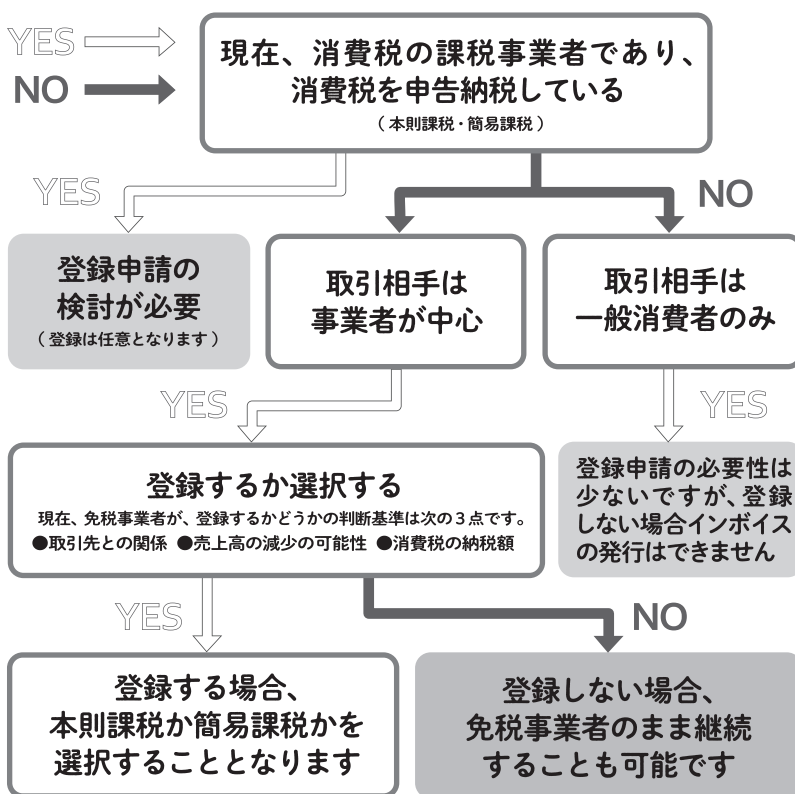 YES
NO
現在、消費税の課税事業者であり、
消費税を申告納税している
（本則課税・簡易課税）
YES
NO
登録申請の
検討が必要
（登録は任意となります）
取引相手は
事業者が中心
取引相手は
一般消費者のみ
YES
YES
登録するか選択する
現在、免税事業者が、登録するかどうかの判断基準は次の３点です。
●取引先との関係 ●売上高の減少の可能性 ●消費税の納税額
登録申請の必要性は
少ないですが、登録
しない場合インボイス
の発行はできません
YES
NO
登録する場合、
本則課税か簡易課税かを
選択することとなります
登録しない場合、
免税事業者のまま継続
することも可能です